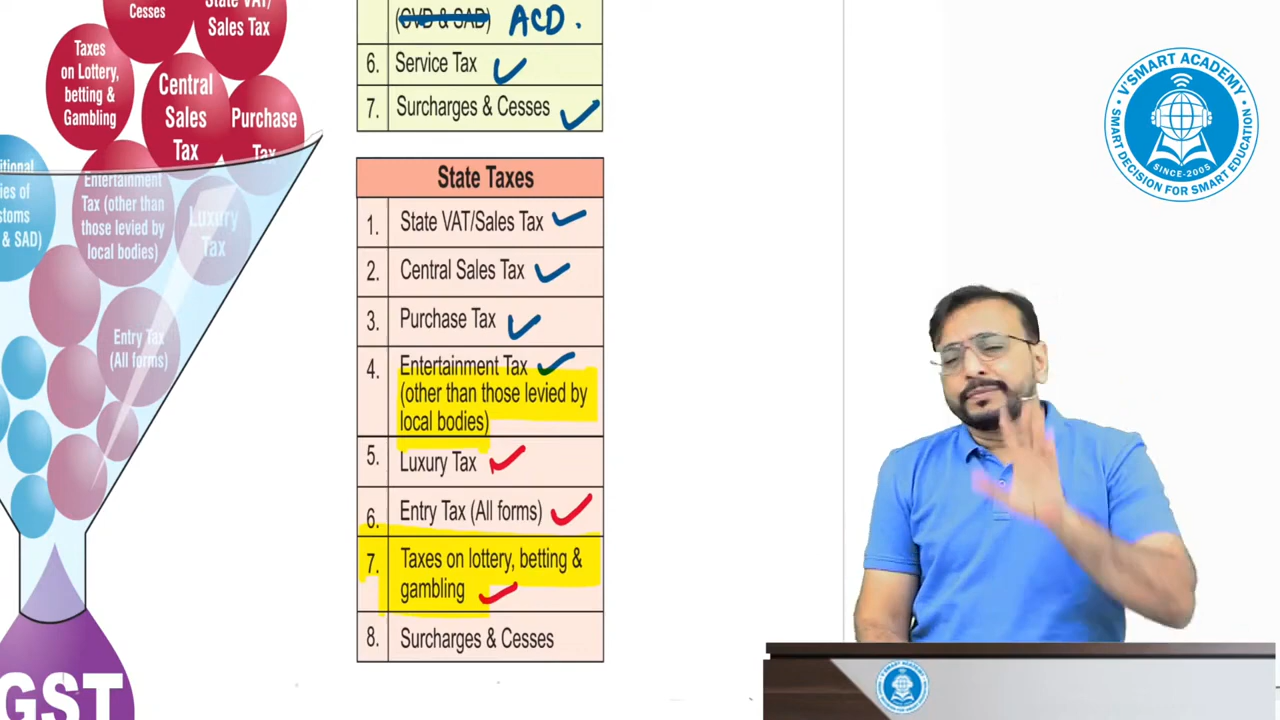 Cesses
State VAT/
Sales Tax
Taxes
on Lottery,
betting &
Gambling
Central
Sales
Tax
Purchase
Tax
Entertainment
Tax (other than
those levied by
local bodies)
Luxury
Tax
& SAD)
Entry Tax
(All forms)
GST
(CVD & SAD) ACD.
6. Service Tax
7. Surcharges & Cesses
State Taxes
1. State VAT/Sales Tax
2. Central Sales Tax
3. Purchase Tax
4. Entertainment Tax
(other than those levied by
local bodies)
5. Luxury Tax
6. Entry Tax (All forms)
7. Taxes on lottery, betting &
gambling
8. Surcharges & Cesses
V'SMART ACADEMY
SINCE-2005
SMART DECISION FOR SMART EDUCATION